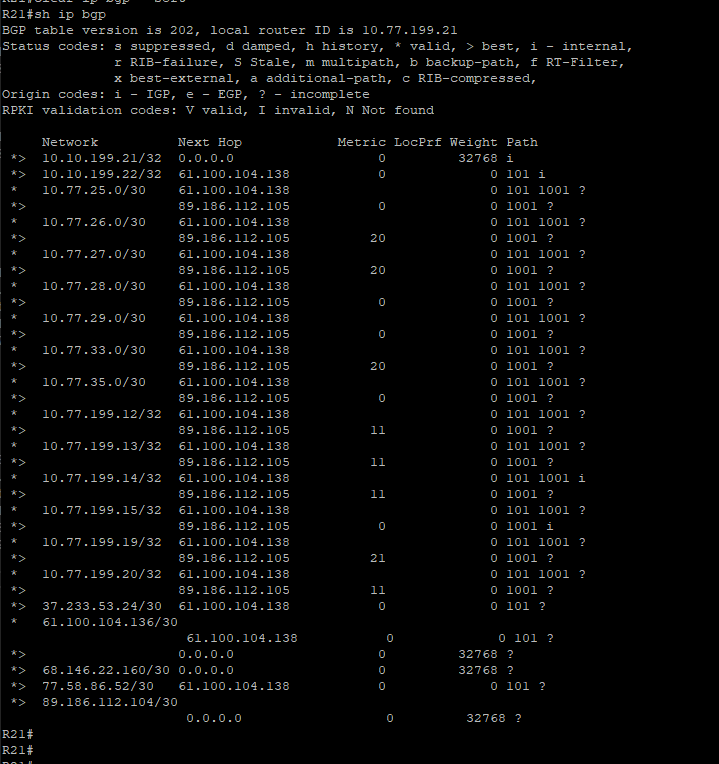 R21#sh ip bgp
BGP table version is 202, local router ID is 10.77.199.21
Status codes: s suppressed, d damped, h history, * valid, > best, i - internal,
              r RIB-failure, S Stale, m multipath, b backup-path, f RT-Filter,
              x best-external, a additional-path, c RIB-compressed,
Origin codes: i - IGP, e - EGP, ? - incomplete
RPKI validation codes: V valid, I invalid, N Not found

     Network          Next Hop            Metric LocPrf Weight Path
 *>  10.10.199.21/32  0.0.0.0                  0         32768 i
 *>  10.10.199.22/32  61.100.104.138           0             0 101 i
 *   10.77.25.0/30    61.100.104.138                         0 101 1001 ?
 *>                   89.186.112.105           0             0 1001 ?
 *   10.77.26.0/30    61.100.104.138                         0 101 1001 ?
 *>                   89.186.112.105          20             0 1001 ?
 *   10.77.27.0/30    61.100.104.138                         0 101 1001 ?
 *>                   89.186.112.105          20             0 1001 ?
 *   10.77.28.0/30    61.100.104.138                         0 101 1001 ?
 *>                   89.186.112.105           0             0 1001 ?
 *   10.77.29.0/30    61.100.104.138                         0 101 1001 ?
 *>                   89.186.112.105           0             0 1001 ?
 *   10.77.33.0/30    61.100.104.138                         0 101 1001 ?
 *>                   89.186.112.105          20             0 1001 ?
 *   10.77.35.0/30    61.100.104.138                         0 101 1001 ?
 *>                   89.186.112.105           0             0 1001 ?
 *   10.77.199.12/32  61.100.104.138                         0 101 1001 ?
 *>                   89.186.112.105          11             0 1001 ?
 *   10.77.199.13/32  61.100.104.138                         0 101 1001 ?
 *>                   89.186.112.105          11             0 1001 ?
 *   10.77.199.14/32  61.100.104.138                         0 101 1001 i
 *>                   89.186.112.105          11             0 1001 ?
 *   10.77.199.15/32  61.100.104.138                         0 101 1001 ?
 *>                   89.186.112.105           0             0 1001 i
 *   10.77.199.19/32  61.100.104.138                         0 101 1001 ?
 *>                   89.186.112.105          21             0 1001 ?
 *   10.77.199.20/32  61.100.104.138                         0 101 1001 ?
 *>                   89.186.112.105          11             0 1001 ?
 *>  37.233.53.24/30  61.100.104.138           0             0 101 ?
 *   61.100.104.136/30
                       61.100.104.138           0             0 101 ?
 *>                   0.0.0.0                  0         32768 ?
 *>  68.146.22.160/30 0.0.0.0                  0         32768 ?
 *>  77.58.86.52/30   61.100.104.138           0             0 101 ?
 *>  89.186.112.104/30
                       0.0.0.0                  0         32768 ?
R21#
R21#